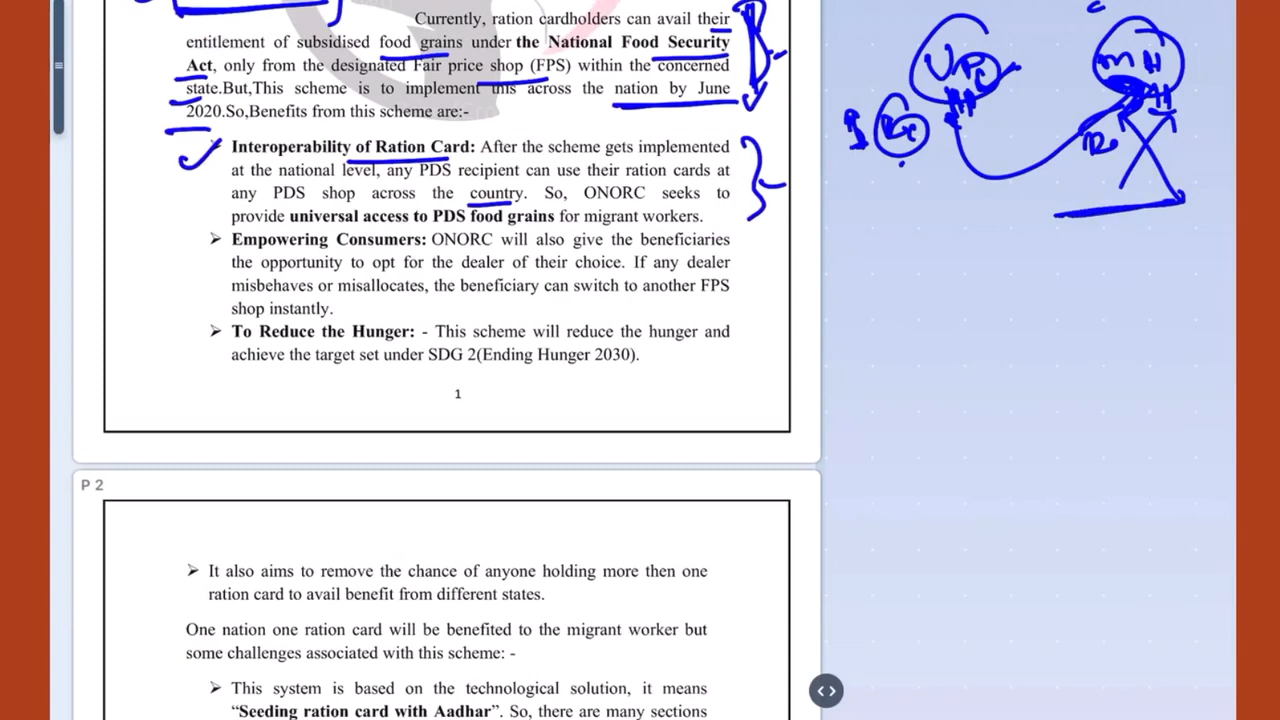 Currently, ration cardholders can avail their
entitlement of subsidised food grains under the National Food Security
Act, only from the designated Fair price shop (FPS) within the concerned
state.But,This scheme is to implement this across the nation by June
2020.So,Benefits from this scheme are:-
Interoperability of Ration Card: After the scheme gets implemented
at the national level, any PDS recipient can use their ration cards at
any PDS shop across the country. So, ONORC seeks to
provide universal access to PDS food grains for migrant workers.
➢ Empowering Consumers: ONORC will also give the beneficiaries
the opportunity to opt for the dealer of their choice. If any dealer
misbehaves or misallocates, the beneficiary can switch to another FPS
shop instantly.
➢ To Reduce the Hunger: - This scheme will reduce the hunger and
achieve the target set under SDG 2(Ending Hunger 2030).
1
P 2
➢ It also aims to remove the chance of anyone holding more then one
ration card to avail benefit from different states.
One nation one ration card will be benefited to the migrant worker but
some challenges associated with this scheme: -
➢ This system is based on the technological solution, it means
“Seeding ration card with Aadhar”. So, there are many sections
UP
MH